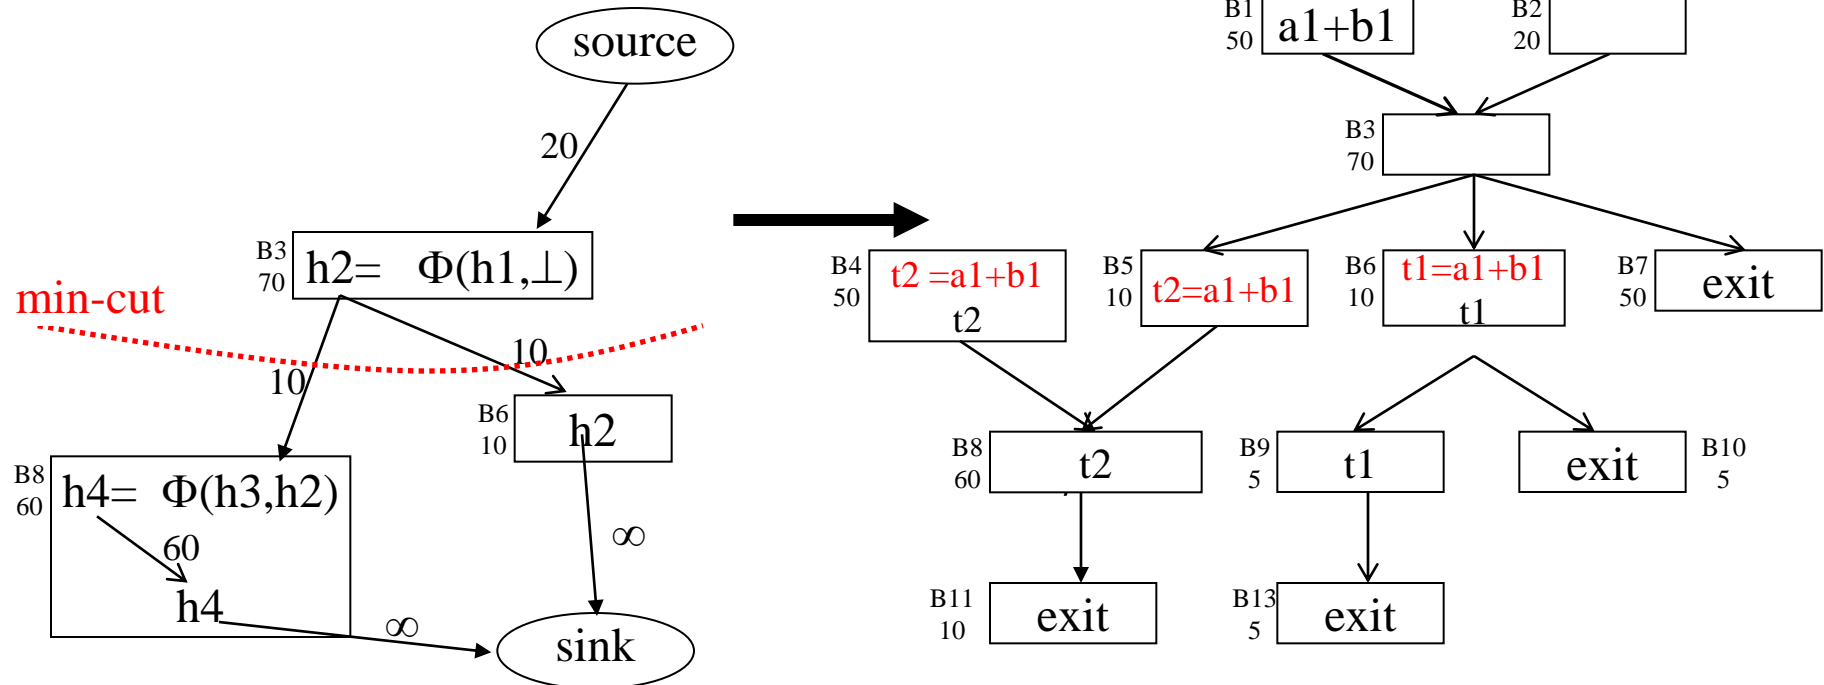 source
20
B3
70
h2= Φ(h1,⊥)
min-cut
10
10
B6
10
h2
B8
60
h4= Φ(h3,h2)
60
h4
∞
∞
sink
B1
50
a1+b1
B2
20
B3
70
B4
50
t2 =a1+b1
t2
B5
10
t2=a1+b1
B6
10
t1=a1+b1
t1
B7
50
exit
B8
60
t2
B9
5
t1
exit
B10
5
B11
10
exit
B13
5
exit